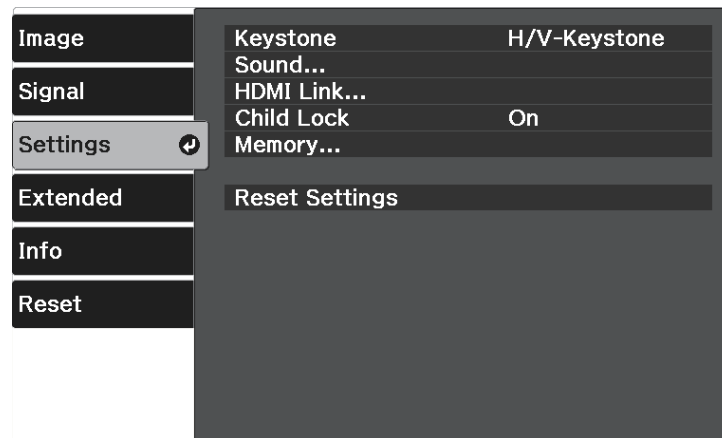 Image
Signal
Settings
Extended
Info
Reset
Keystone H/V-Keystone
Sound...
HDMI Link...
Child Lock On
Memory...
Reset Settings